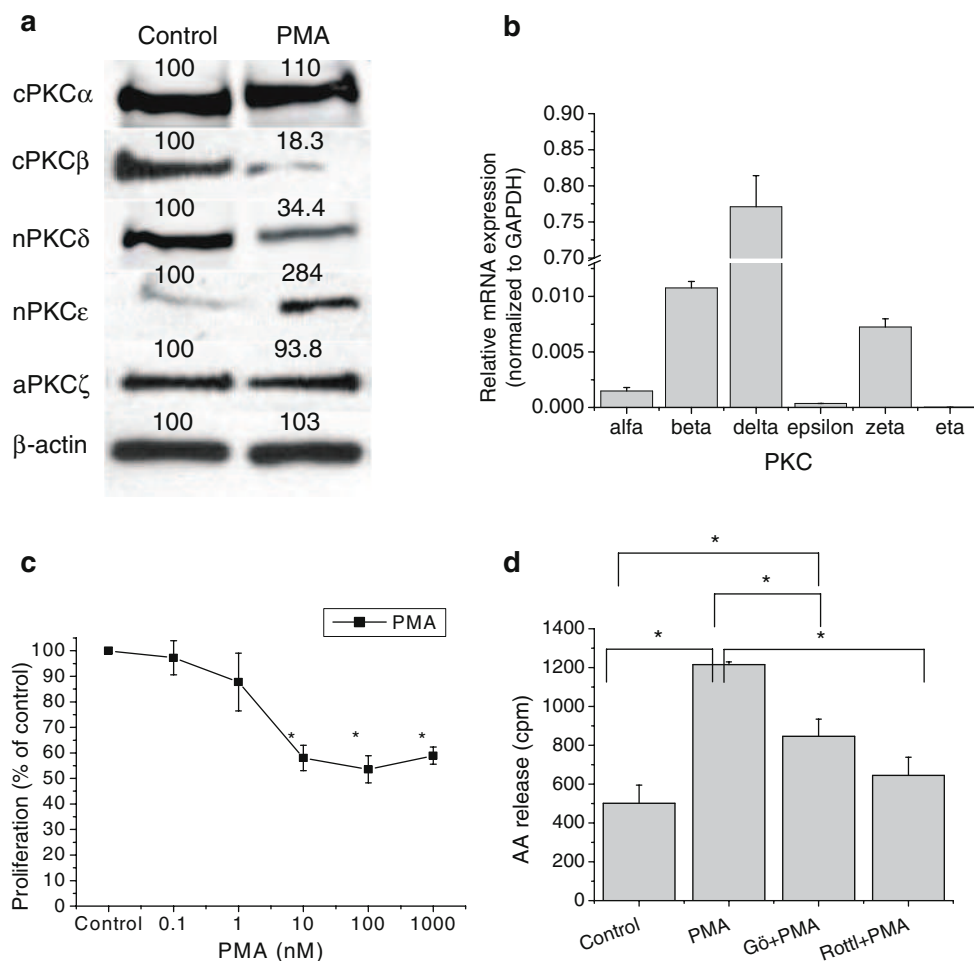 a
Control PMA
cPKCα 100 110
cPKCβ 100 18.3
nPKCδ 100 34.4
nPKCε 100 284
aPKCζ 100 93.8
β-actin 100 103
b
Relative mRNA expression
(normalized to GAPDH)
0.90
0.85
0.80
0.75
0.70
0.010
0.005
0.000
alfa beta delta epsilon zeta eta
PKC
c
PMA
Proliferation (% of control)
100
90
80
70
60
50
40
30
20
10
0
* * *
Control 0.1 1 10 100 1000
PMA (nM)
d
*
*
* *
AA release (cpm)
1400
1200
1000
800
600
400
200
0
Control PMA Gö+PMA Rottl+PMA